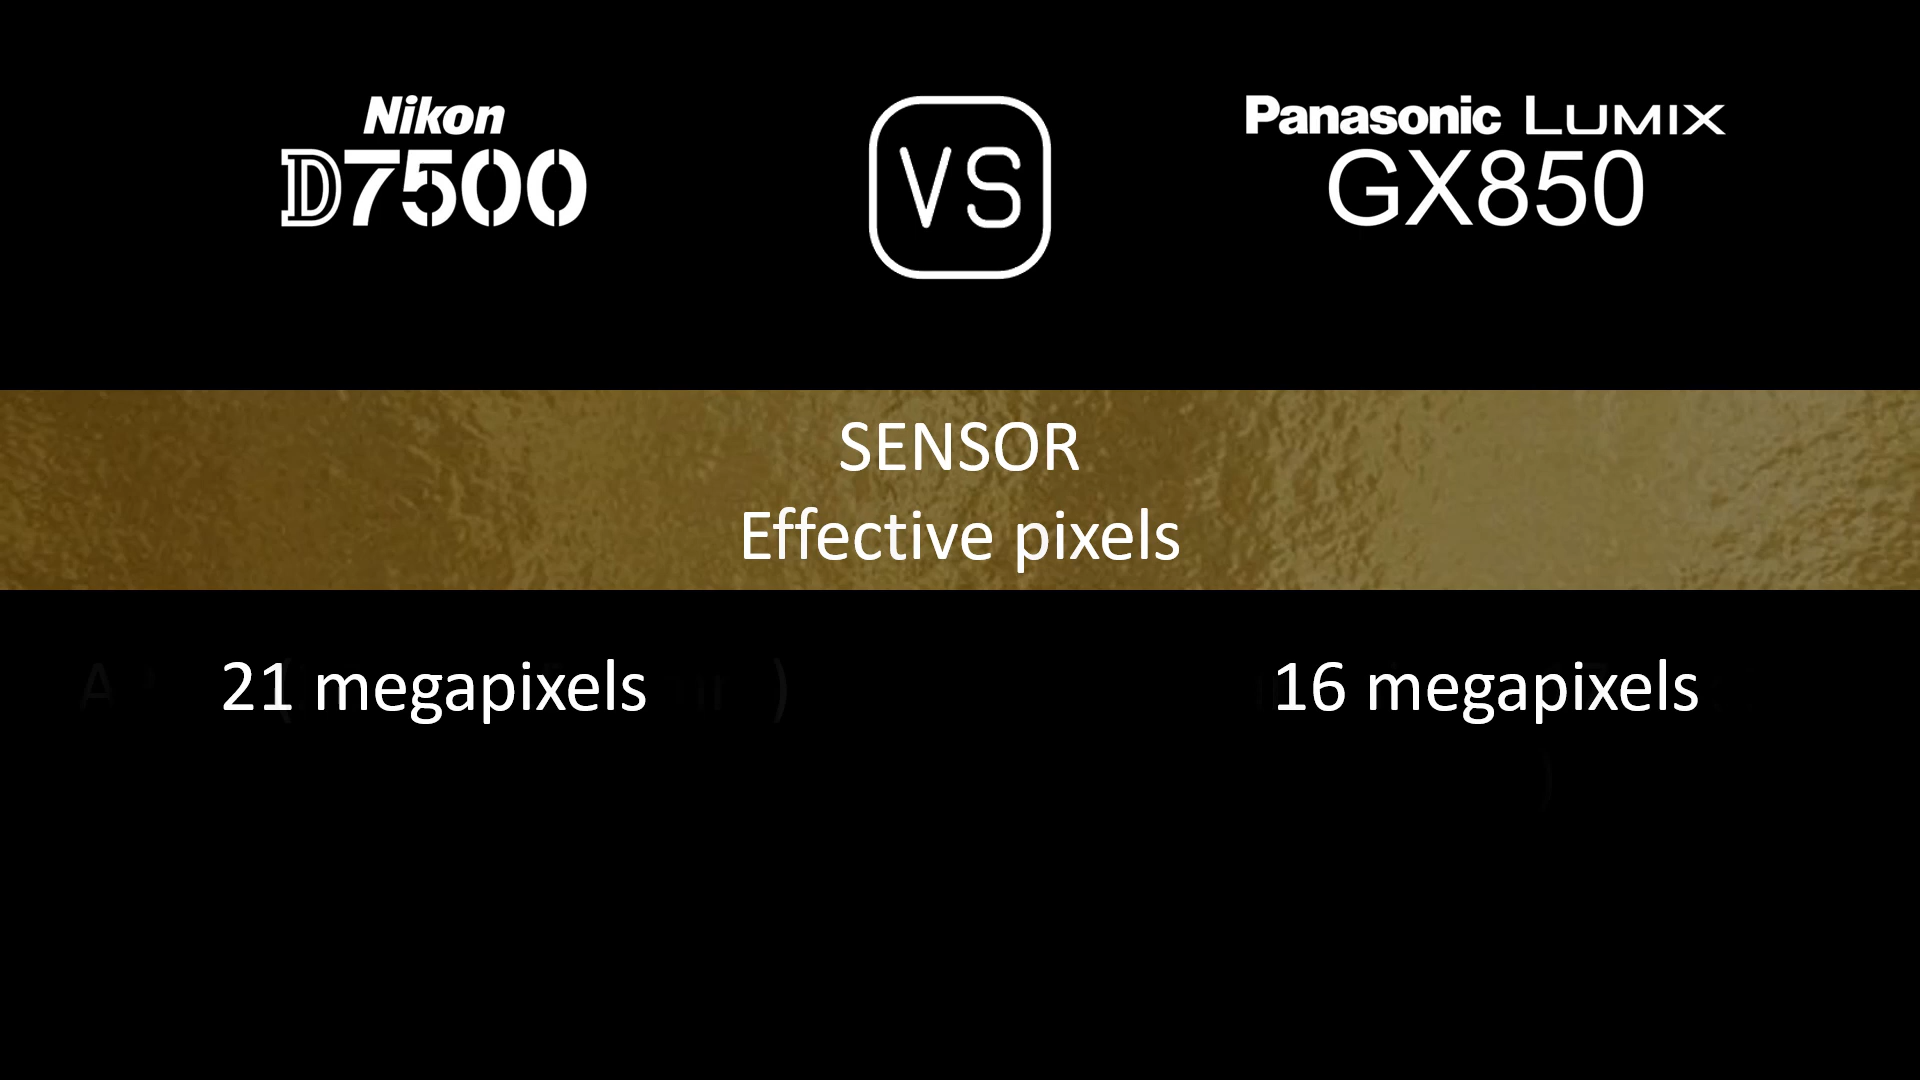 Nikon
D7500
VS
Panasonic LUMIX
GX850
SENSOR
Effective pixels
21 megapixels
16 megapixels